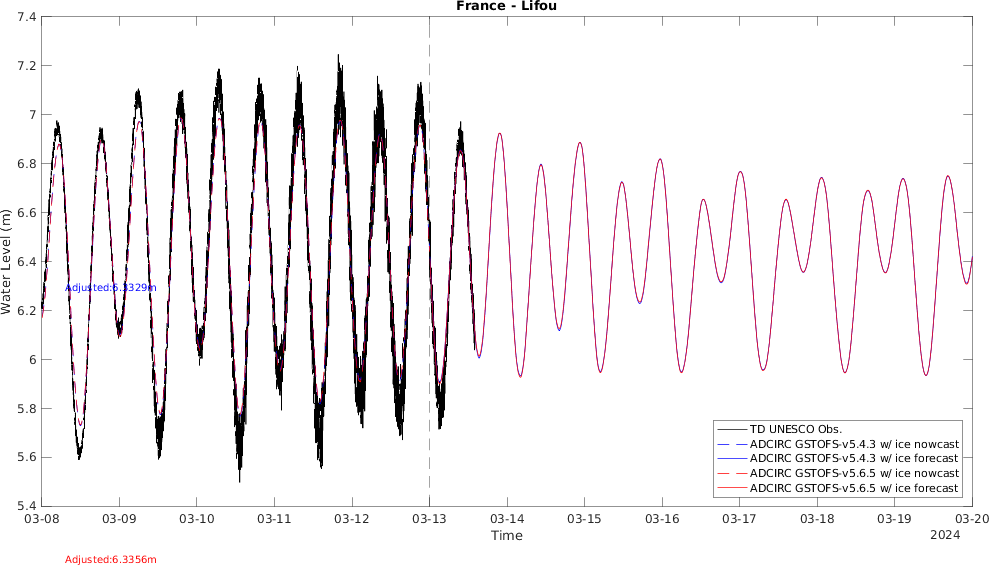 France - Lifou
7.4
7.2
7
6.8
6.6
6.4
6.2
6
5.8
5.6
5.4
Water Level (m)
Adjusted:6.3329m
TD UNESCO Obs.
ADCIRC GSTOFS-v5.4.3 w/ ice nowcast
ADCIRC GSTOFS-v5.4.3 w/ ice forecast
ADCIRC GSTOFS-v5.6.5 w/ ice nowcast
ADCIRC GSTOFS-v5.6.5 w/ ice forecast
03-08 03-09 03-10 03-11 03-12 03-13 03-14 03-15 03-16 03-17 03-18 03-19 03-20
Time
2024
Adjusted:6.3356m